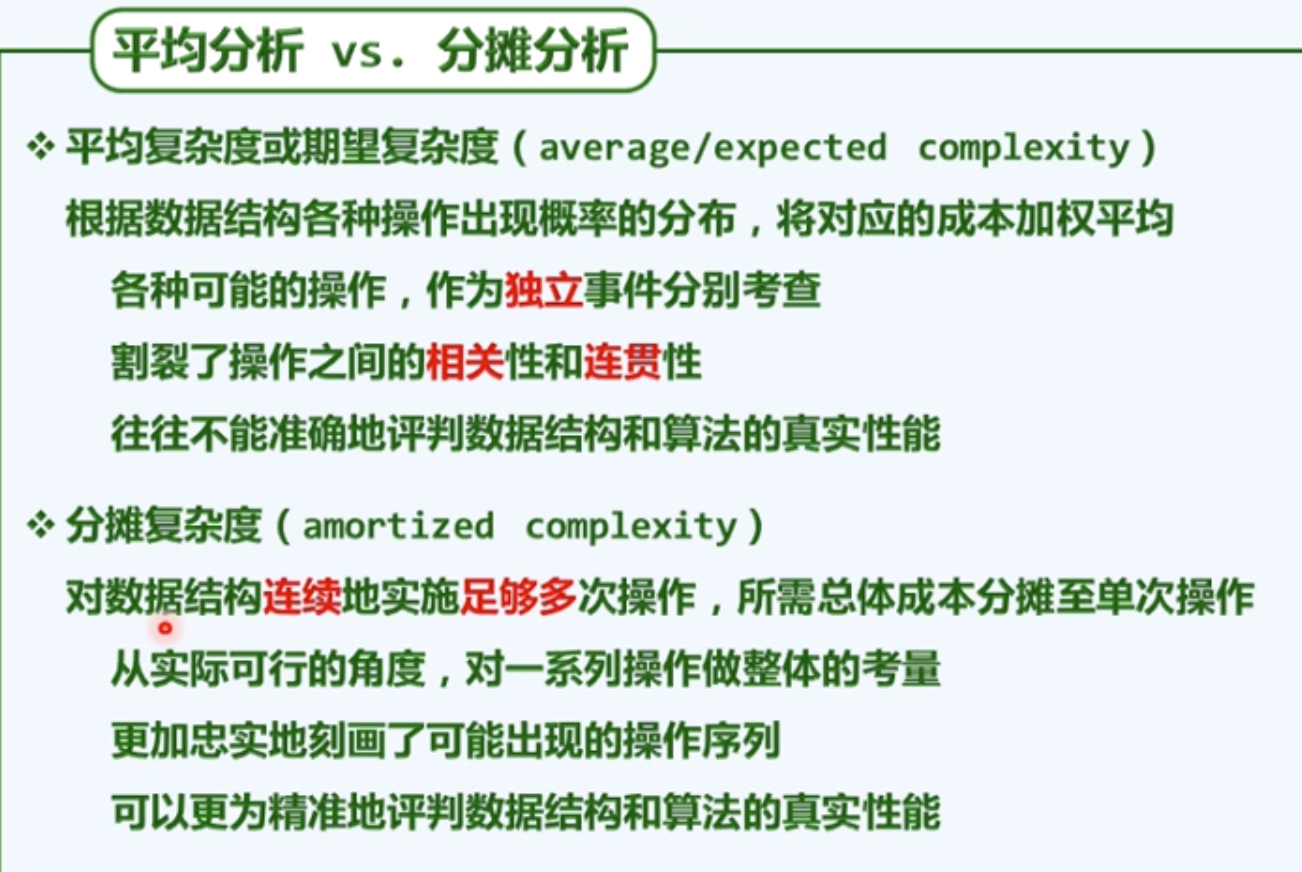 平均分析 vs. 分摊分析
❖ 平均复杂度或期望复杂度（average/expected complexity）
根据数据结构各种操作出现概率的分布，将对应的成本加权平均
各种可能的操作，作为独立事件分别考查
割裂了操作之间的相关性和连贯性
往往不能准确地评判数据结构和算法的真实性能
❖ 分摊复杂度（amortized complexity）
对数据结构连续地实施足够多次操作，所需总体成本分摊至单次操作
从实际可行的角度，对一系列操作做整体的考量
更加忠实地刻画了可能出现的操作序列
可以更为精准地评判数据结构和算法的真实性能